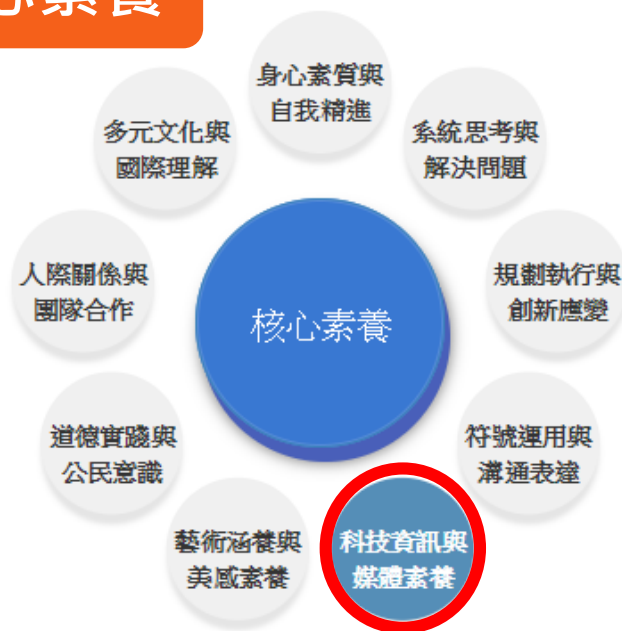 心素養
身心素質與
自我精進
系統思考與
解決問題
規劃執行與
創新應變
符號運用與
溝通表達
科技資訊與
媒體素養
藝術涵養與
美感素養
道德實踐與
公民意識
人際關係與
團隊合作
多元文化與
國際理解
核心素養